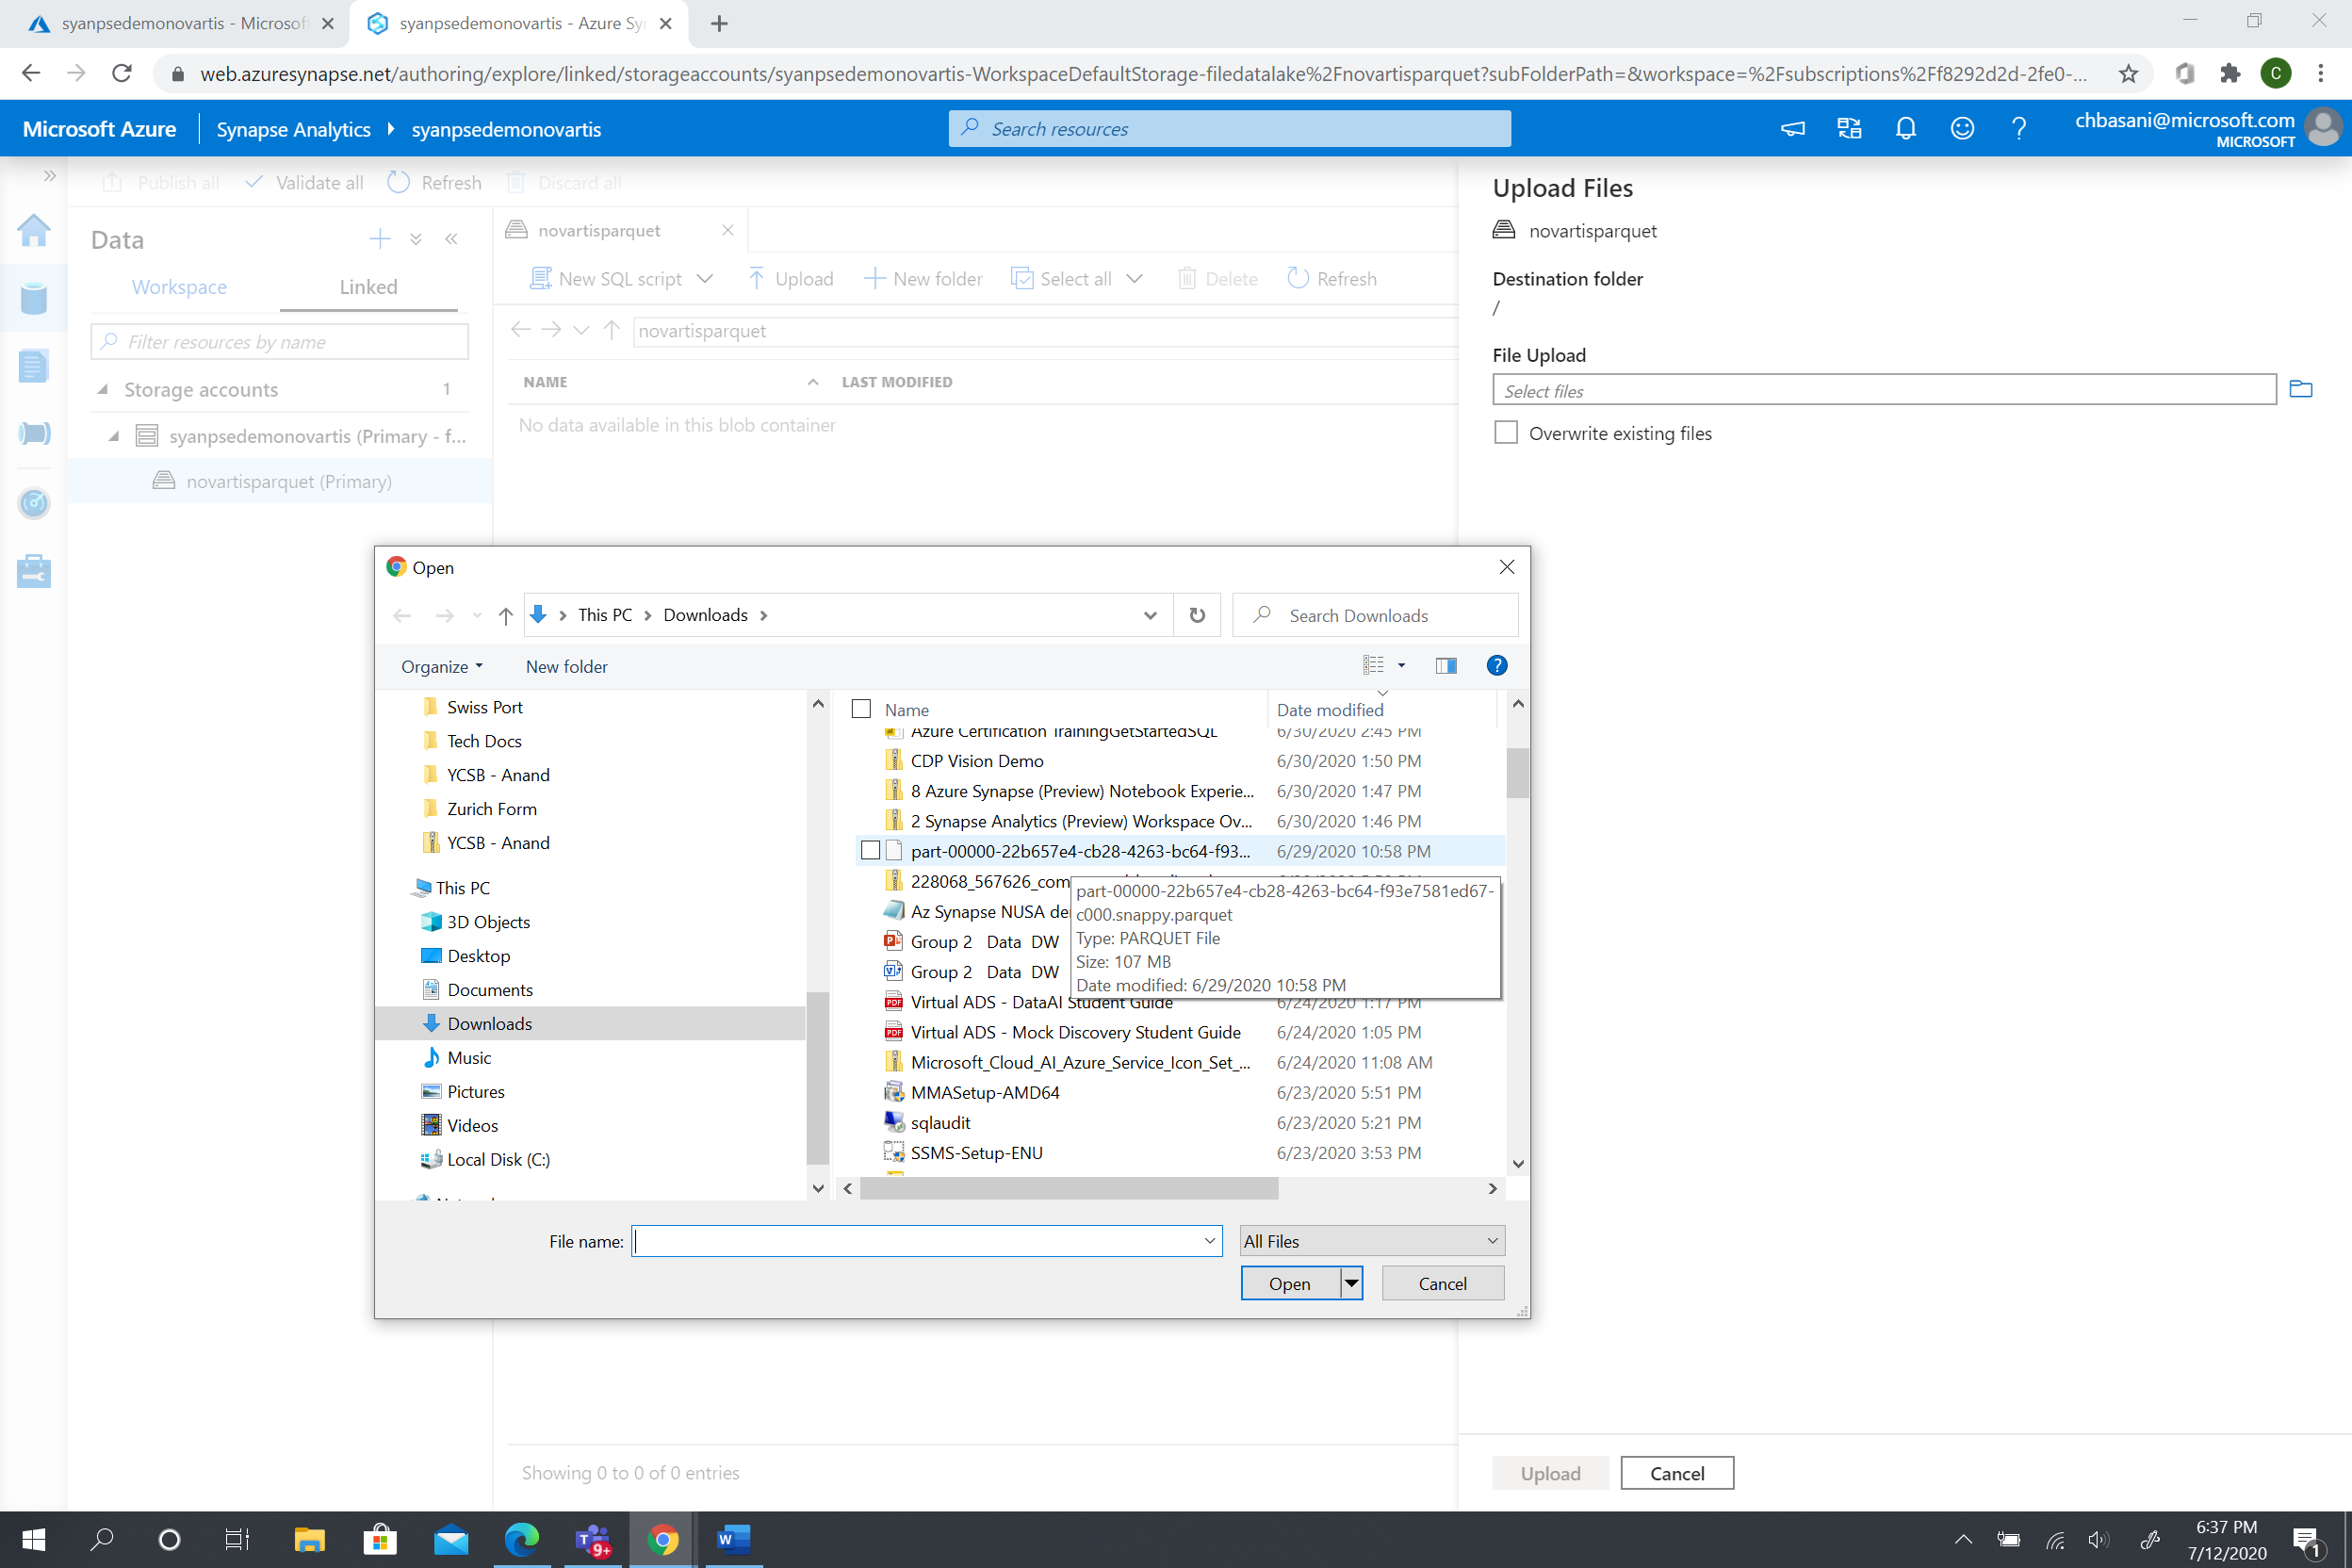 syanpsedemonovartis - Microsof
syanpsedemonovartis - Azure Sy
web.azuresynapse.net/authoring/explore/linked/storageaccounts/syanpsedemonovartis-WorkspaceDefaultStorage-filedatalake%2Fnovartisparquet?subFolderPath=&workspace=%2Fsubscriptions%2Ff8292d2d-2fe0-...
C
Microsoft Azure
Synapse Analytics
syanpsedemonovartis
Search resources
chbasani@microsoft.com
MICROSOFT
Publish all
Validate all
Refresh
Discard all
Data
Workspace
Linked
Filter resources by name
Storage accounts
1
syanpsedemonovartis (Primary - f...
novartisparquet (Primary)
novartisparquet
New SQL script
Upload
New folder
Select all
Delete
Refresh
novartisparquet
NAME
LAST MODIFIED
No data available in this blob container
Showing 0 to 0 of 0 entries
Upload Files
novartisparquet
Destination folder
/
File Upload
Select files
Overwrite existing files
Upload
Cancel
Open
This PC
Downloads
Search Downloads
Organize
New folder
Swiss Port
Tech Docs
YCSB - Anand
Zurich Form
YCSB - Anand
This PC
3D Objects
Desktop
Documents
Downloads
Music
Pictures
Videos
Local Disk (C:)
Name
Date modified
Azure Certification TrainingGetStartedSQL 6/30/2020 2:45 PM
CDP Vision Demo 6/30/2020 1:50 PM
8 Azure Synapse (Preview) Notebook Experie... 6/30/2020 1:47 PM
2 Synapse Analytics (Preview) Workspace Ov... 6/30/2020 1:46 PM
part-00000-22b657e4-cb28-4263-bc64-f93... 6/29/2020 10:58 PM
228068_567626_com
Az Synapse NUSA de
Group 2 Data DW
Group 2 Data DW
part-00000-22b657e4-cb28-4263-bc64-f93e7581ed67-
c000.snappy.parquet
Type: PARQUET File
Size: 107 MB
Date modified: 6/29/2020 10:58 PM
Virtual ADS - DataAI Student Guide 6/24/2020 1:17 PM
Virtual ADS - Mock Discovery Student Guide 6/24/2020 1:05 PM
Microsoft_Cloud_AI_Azure_Service_Icon_Set_... 6/24/2020 11:08 AM
MMASetup-AMD64 6/23/2020 5:51 PM
sqlaudit 6/23/2020 5:21 PM
SSMS-Setup-ENU 6/23/2020 3:53 PM
File name:
All Files
Open
Cancel
9+
6:37 PM
7/12/2020
1